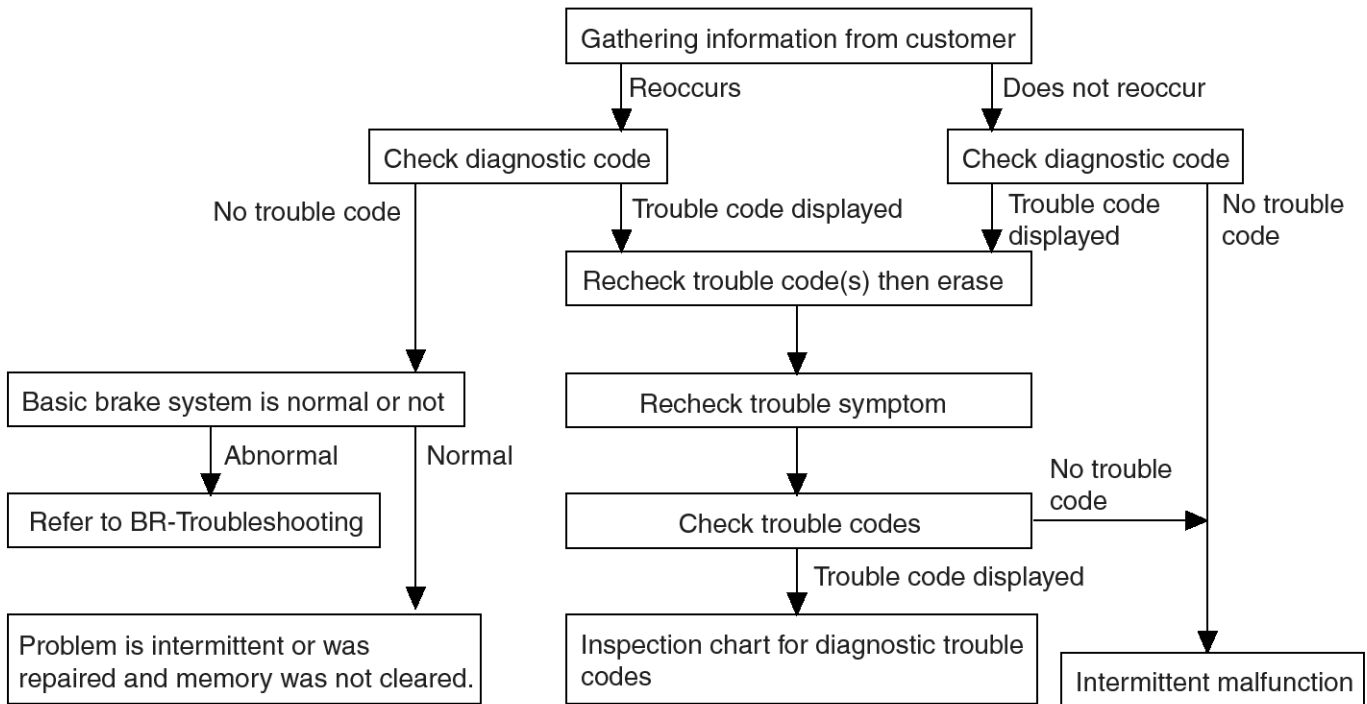 Gathering information from customer
Reoccurs
Does not reoccur
Check diagnostic code
Check diagnostic code
No trouble code
Trouble code displayed
Trouble code
displayed
No trouble
code
Recheck trouble code(s) then erase
Basic brake system is normal or not
Recheck trouble symptom
Abnormal
Normal
No trouble
code
Refer to BR-Troubleshooting
Check trouble codes
Trouble code displayed
Problem is intermittent or was
repaired and memory was not cleared.
Inspection chart for diagnostic trouble
codes
Intermittent malfunction